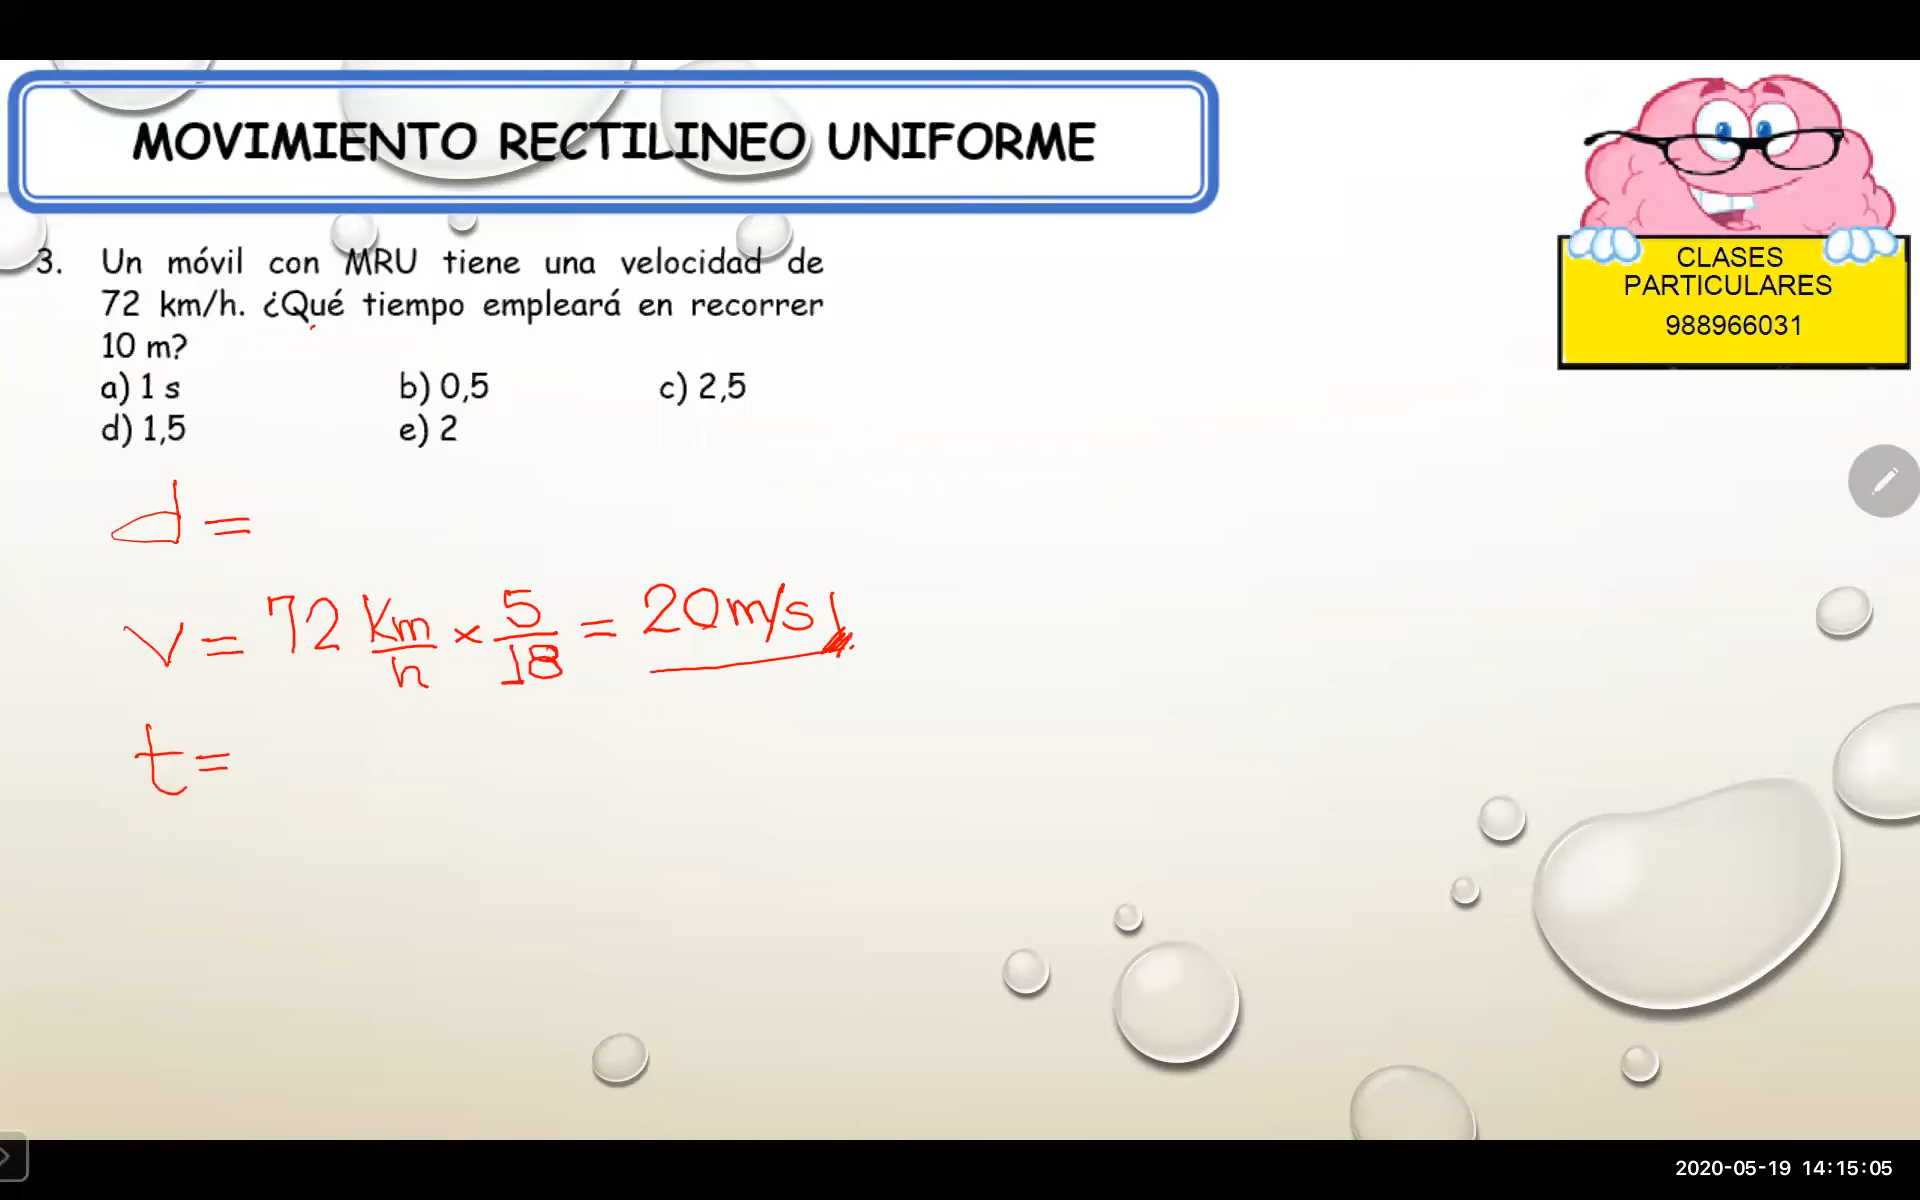 MOVIMIENTO RECTILINEO UNIFORME
CLASES
PARTICULARES
988966031
3. Un móvil con MRU tiene una velocidad de
72 km/h. ¿Qué tiempo empleará en recorrer
10 m?
a) 1 s b) 0,5 c) 2,5
d) 1,5 e) 2
d =
v = 72 Km/h × 5/18 = 20m/s
t =
2020-05-19 14:15:05